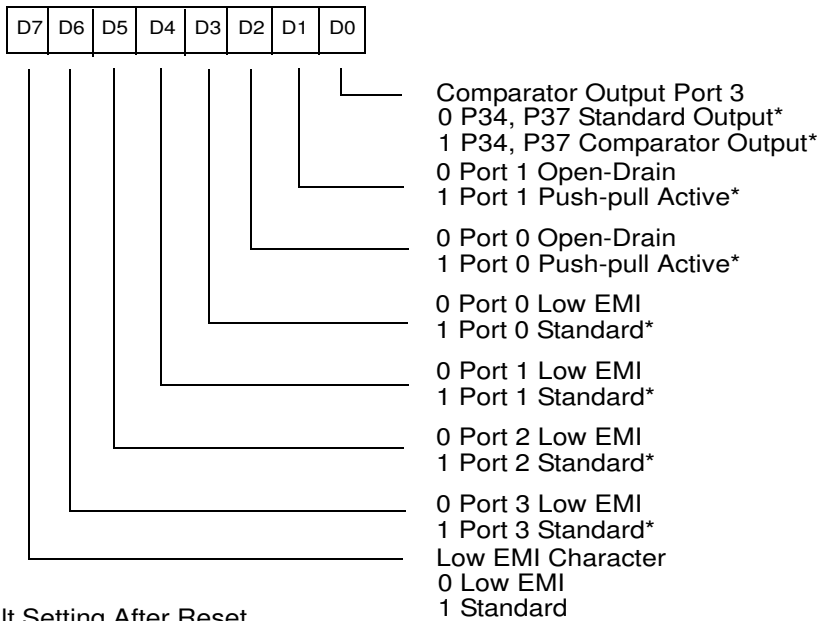 D7 D6 D5 D4 D3 D2 D1 D0
Comparator Output Port 3
0 P34, P37 Standard Output*
1 P34, P37 Comparator Output*
0 Port 1 Open-Drain
1 Port 1 Push-pull Active*
0 Port 0 Open-Drain
1 Port 0 Push-pull Active*
0 Port 0 Low EMI
1 Port 0 Standard*
0 Port 1 Low EMI
1 Port 1 Standard*
0 Port 2 Low EMI
1 Port 2 Standard*
0 Port 3 Low EMI
1 Port 3 Standard*
Low EMI Character
0 Low EMI
1 Standard
Setting After Reset